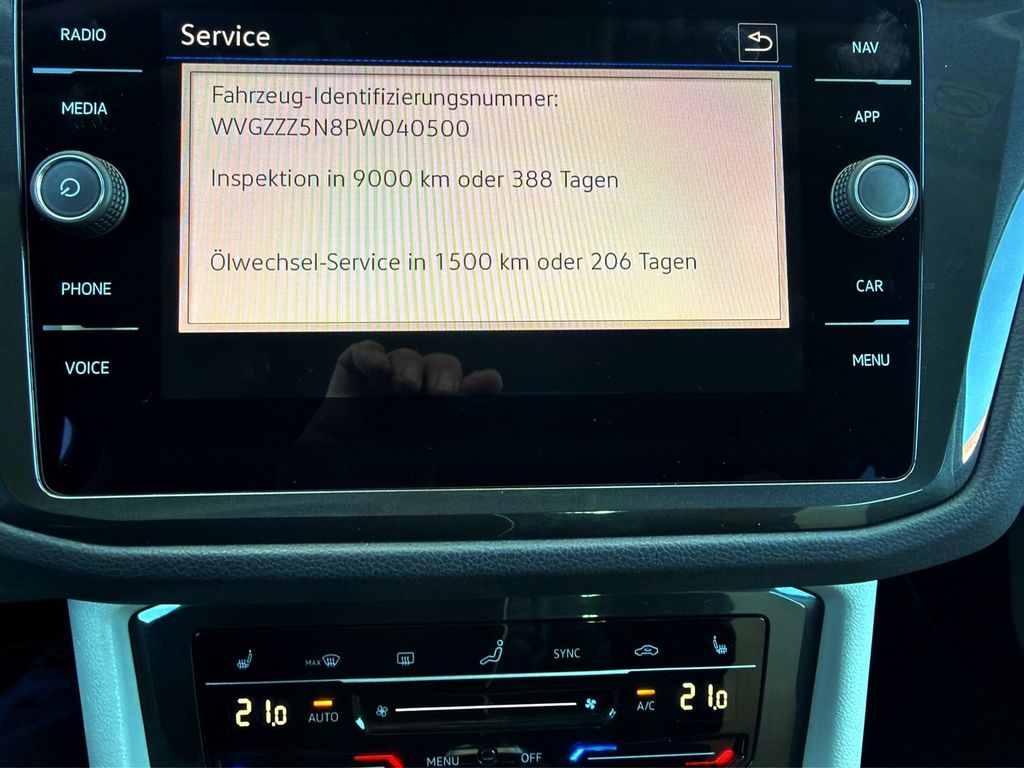 RADIO
Service
NAV
MEDIA
Fahrzeug-Identifizierungsnummer:
WVGZZZ5N8PW040500
APP
Inspektion in 9000 km oder 388 Tagen
Ölwechsel-Service in 1500 km oder 206 Tagen
PHONE
CAR
VOICE
MENU
MAX
SYNC
21.0
AUTO
A/C
21.0
MENU
OFF